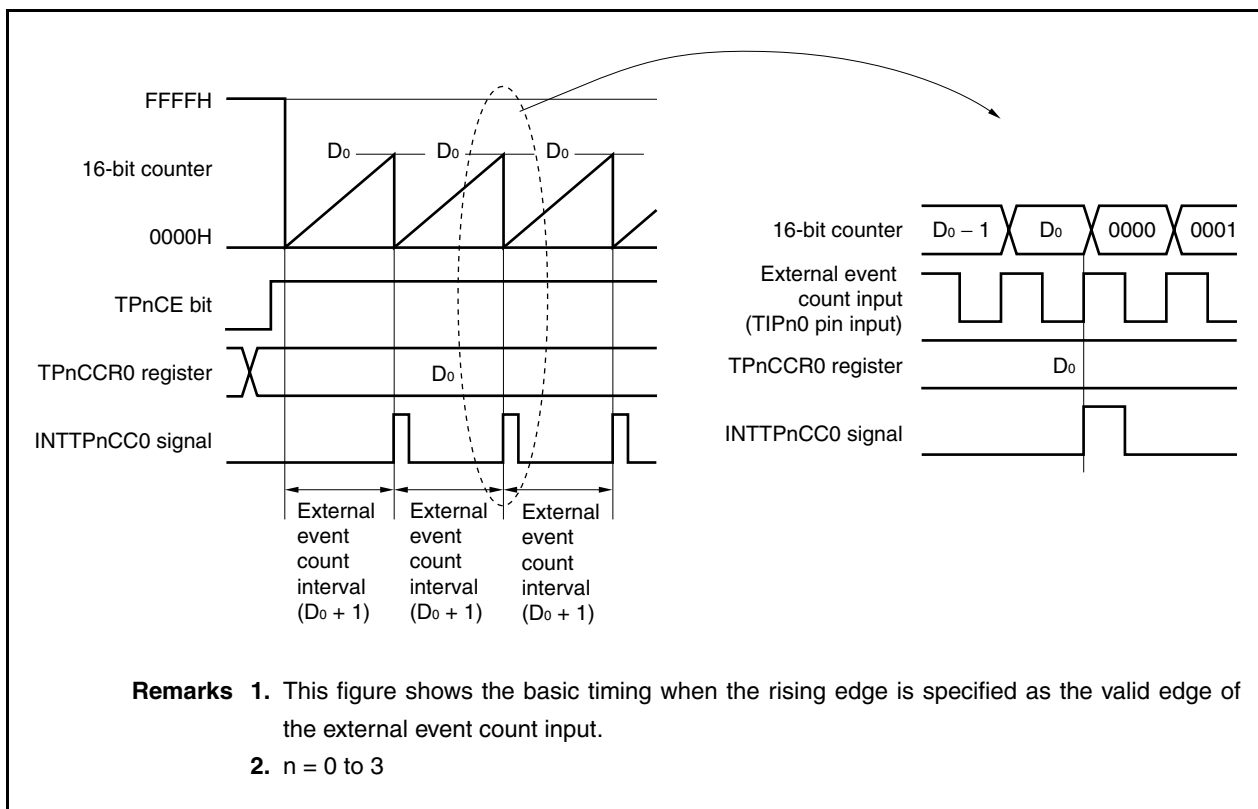 FFFFH
16-bit counter
0000H
D0 D0 D0
TPnCE bit
TPnCCR0 register
D0
INTTPnCC0 signal
External
event
count
interval
(D0 + 1)
External
event
count
interval
(D0 + 1)
External
event
count
interval
(D0 + 1)
16-bit counter
D0 − 1 D0 0000 0001
External event
count input
(TIPn0 pin input)
TPnCCR0 register
D0
INTTPnCC0 signal
Remarks 1. This figure shows the basic timing when the rising edge is specified as the valid edge of
the external event count input.
2. n = 0 to 3